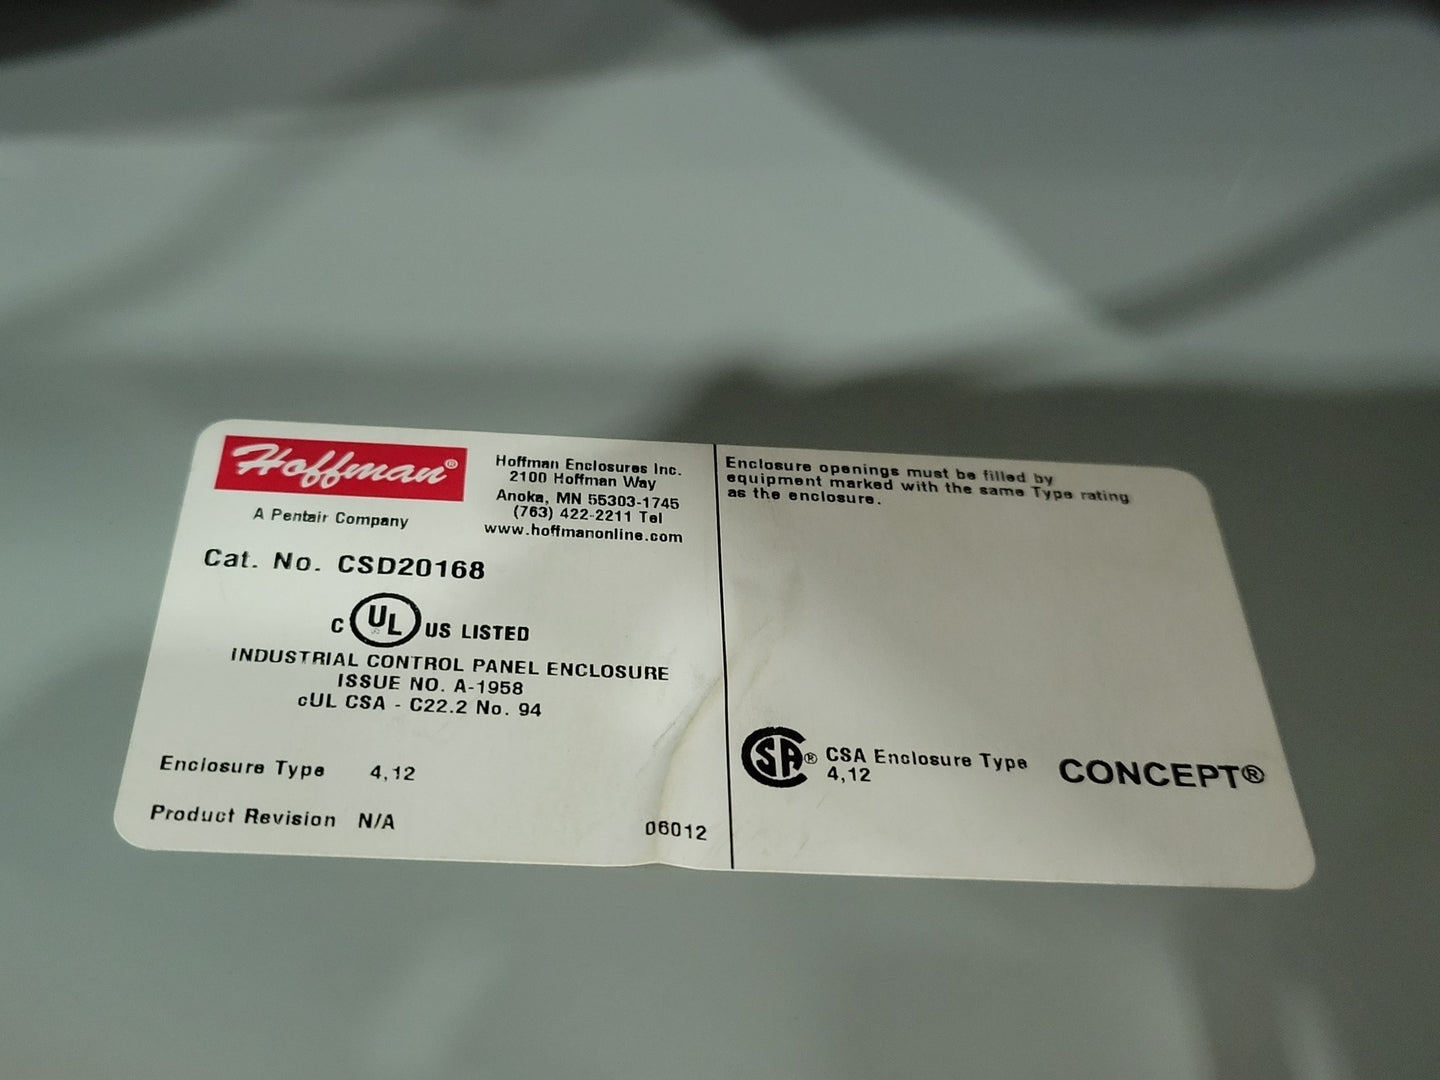 Hoffman®
A Pentair Company
Hoffman Enclosures Inc.
2100 Hoffman Way
Anoka, MN 55303-1745
(763) 422-2211 Tel
www.hoffmanonline.com
Cat. No. CSD20168
C UL US LISTED
INDUSTRIAL CONTROL PANEL ENCLOSURE
ISSUE NO. A-1958
cUL CSA - C22.2 No. 94
Enclosure Type 4,12
Product Revision N/A
06012
Enclosure openings must be filled by
equipment marked with the same Type rating
as the enclosure.
CSA® CSA Enclosure Type
4,12
CONCEPT®